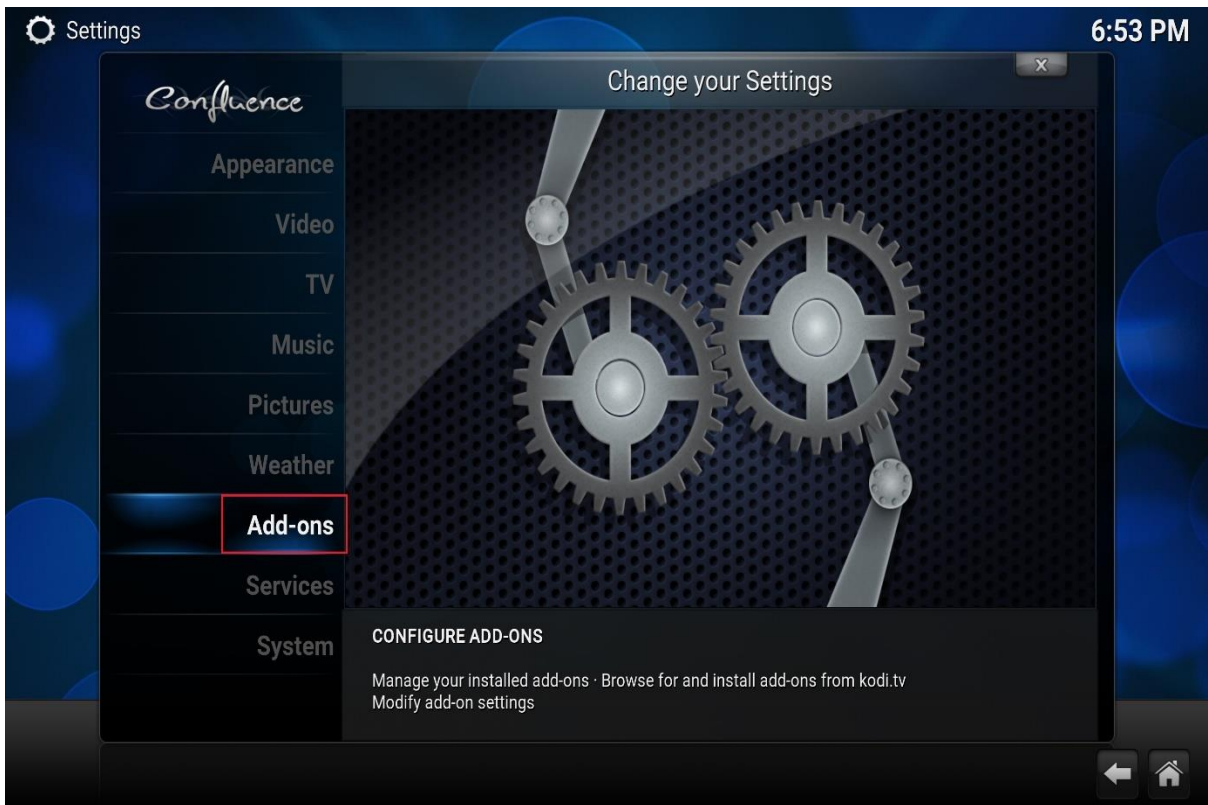 Settings
6:53 PM
Confluence
Change your Settings
X
Appearance
Video
TV
Music
Pictures
Weather
Add-ons
Services
System
CONFIGURE ADD-ONS
Manage your installed add-ons · Browse for and install add-ons from kodi.tv
Modify add-on settings